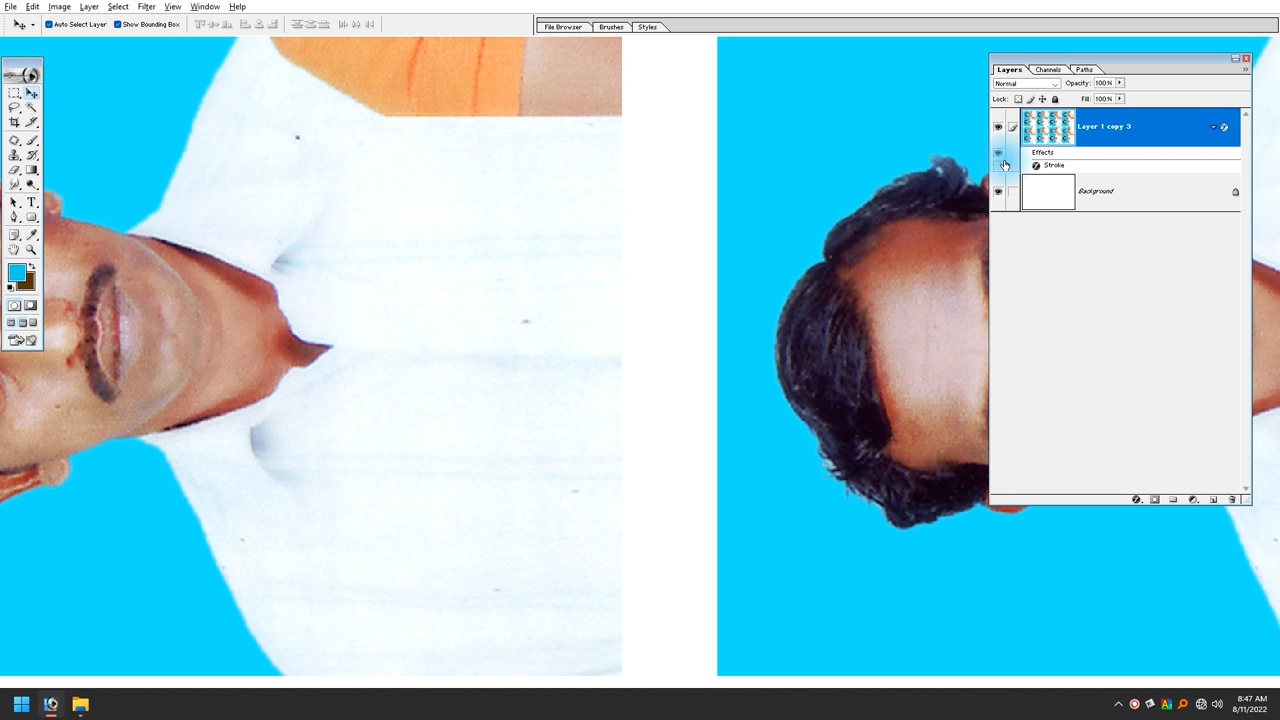 File Edit Image Layer Select Filter View Window Help
Auto Select Layer Show Bounding Box
File Browser Brushes Styles
Layers Channels Paths
Normal Opacity: 100%
Lock: Fill: 100%
Layer 1 copy 3
Effects
Stroke
Background
8:47 AM
8/11/2022